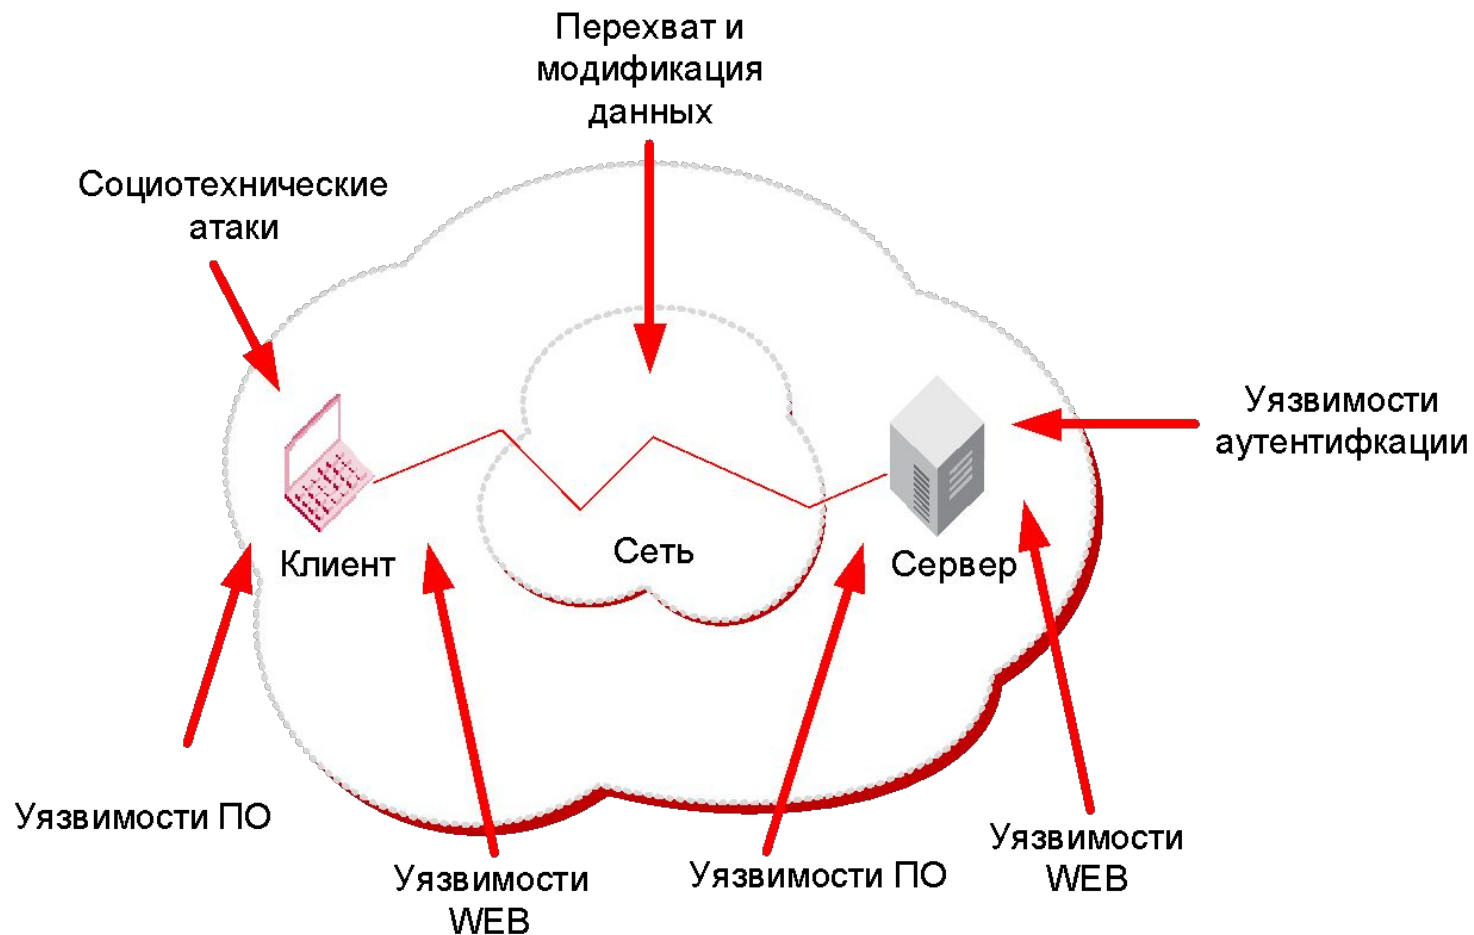 Перехват и
модификация
данных
Социотехнические
атаки
Уязвимости
аутентифкации
Клиент
Сеть
Сервер
Уязвимости ПО
Уязвимости
WEB
Уязвимости ПО
Уязвимости
WEB